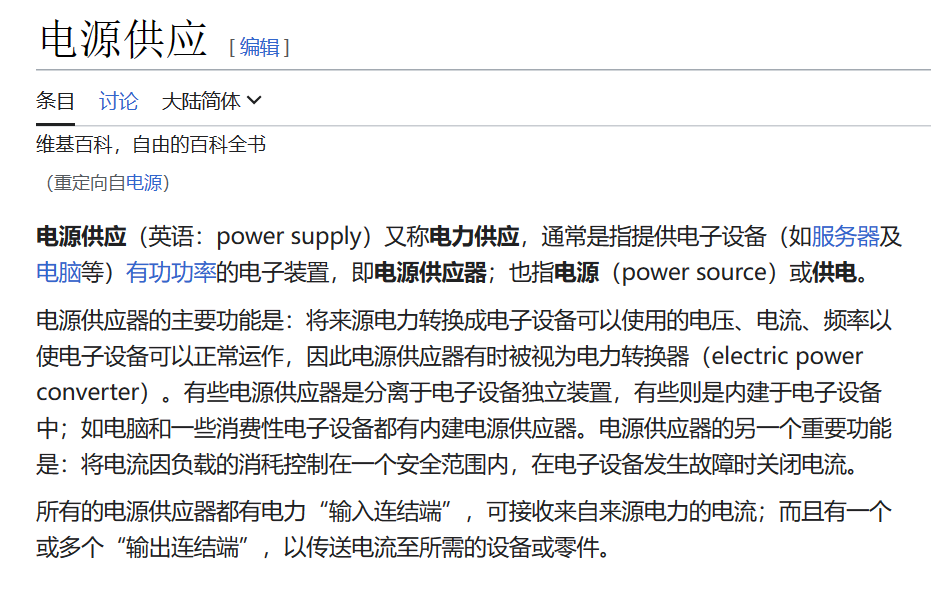 电源供应 [编辑]
条目 讨论 大陆简体
维基百科，自由的百科全书
（重定向自电源）
电源供应（英语：power supply）又称电力供应，通常是指提供电子设备（如服务器及
电脑等）有功功率的电子装置，即电源供应器；也指电源（power source）或供电。
电源供应器的主要功能是：将来源电力转换成电子设备可以使用的电压、电流、频率以
使电子设备可以正常运作，因此电源供应器有时被视为电力转换器（electric power
converter）。有些电源供应器是分离于电子设备独立装置，有些则是内建于电子设备
中；如电脑和一些消费性电子设备都有内建电源供应器。电源供应器的另一个重要功能
是：将电流因负载的消耗控制在一个安全范围内，在电子设备发生故障时关闭电流。
所有的电源供应器都有电力“输入连结端”，可接收来自来源电力的电流；而且有一个
或多个“输出连结端”，以传送电流至所需的设备或零件。